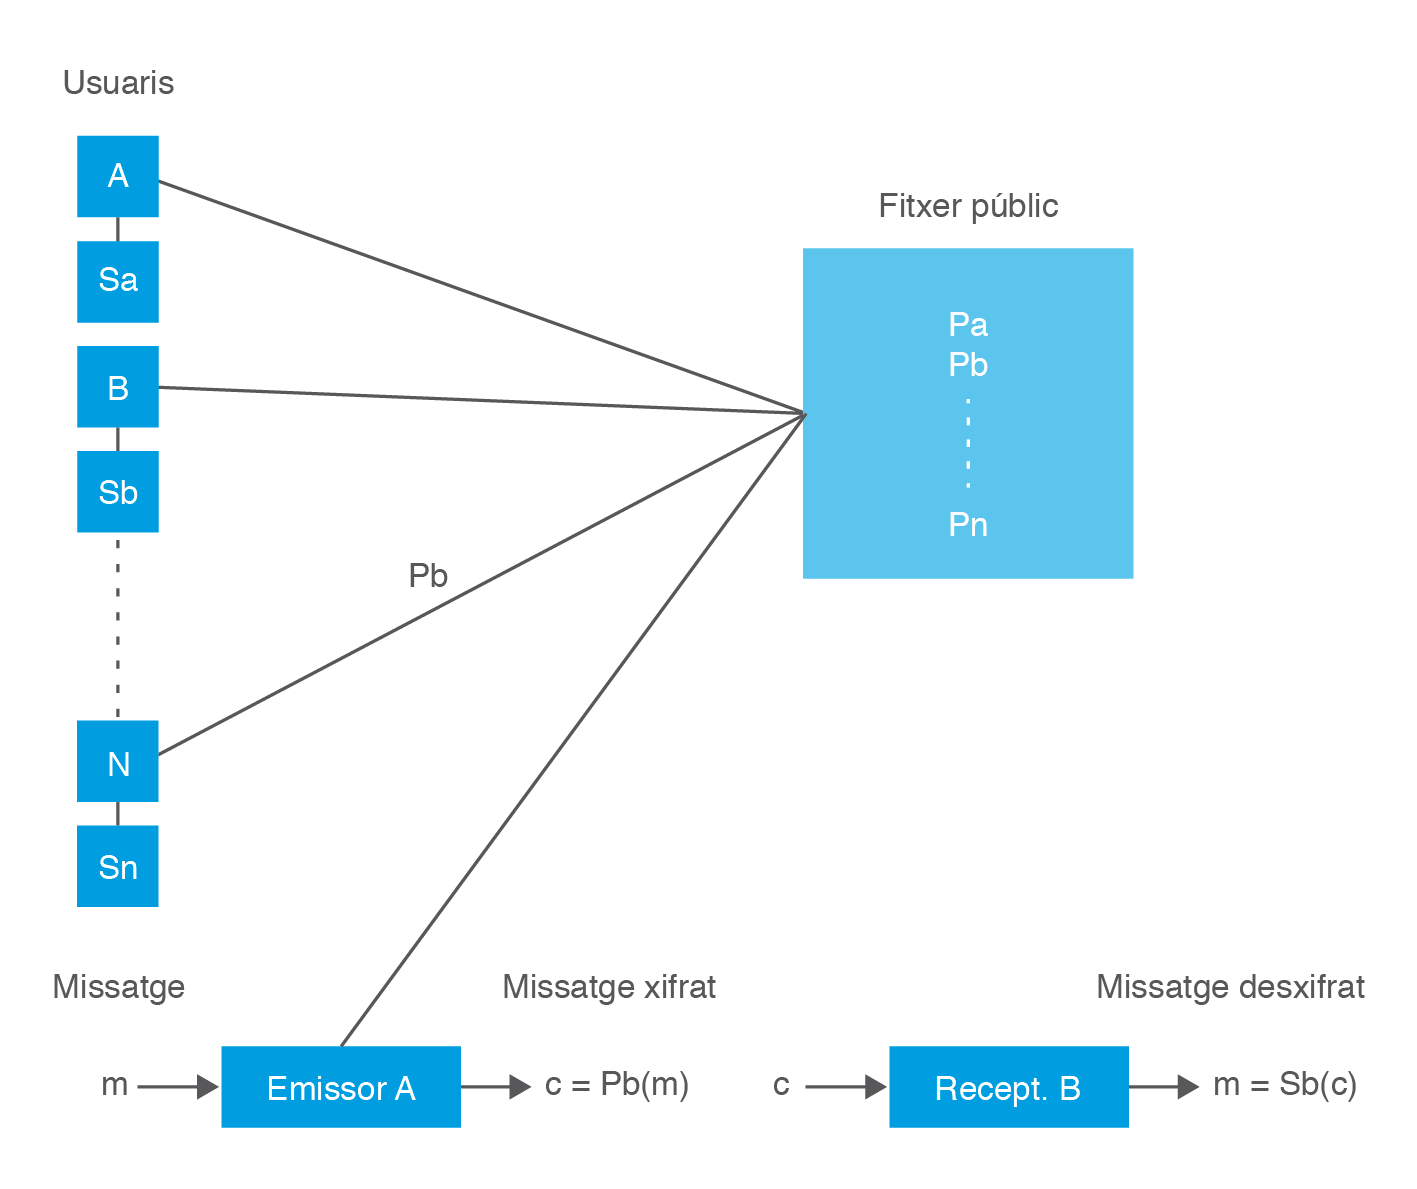 Usuaris
A
Sa
B
Sb
N
Sn
Fitxer públic
Pa
Pb
Pn
Pb
Missatge
Missatge xifrat
Missatge desxifrat
m
Emissor A
c = Pb(m)
c
Recept. B
m = Sb(c)